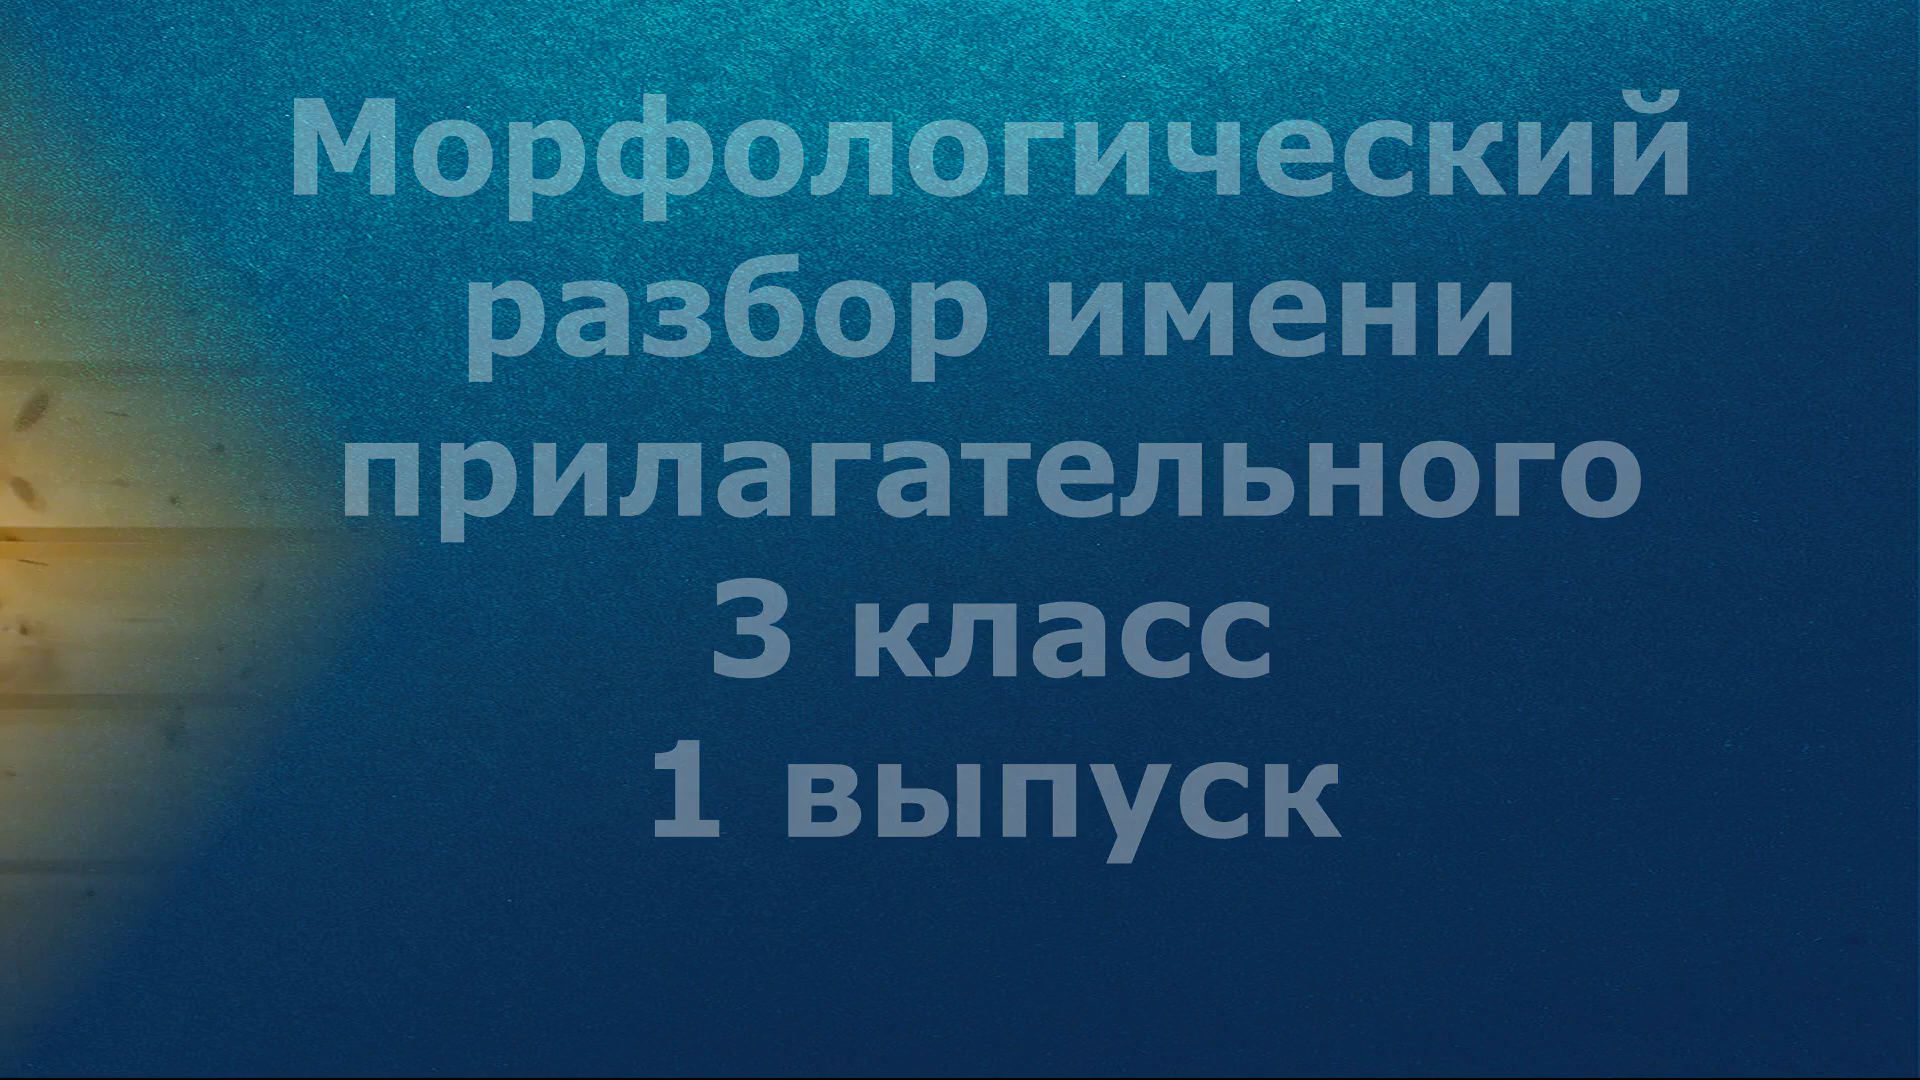 Морфологический
разбор имени
прилагательного
3 класс
1 выпуск